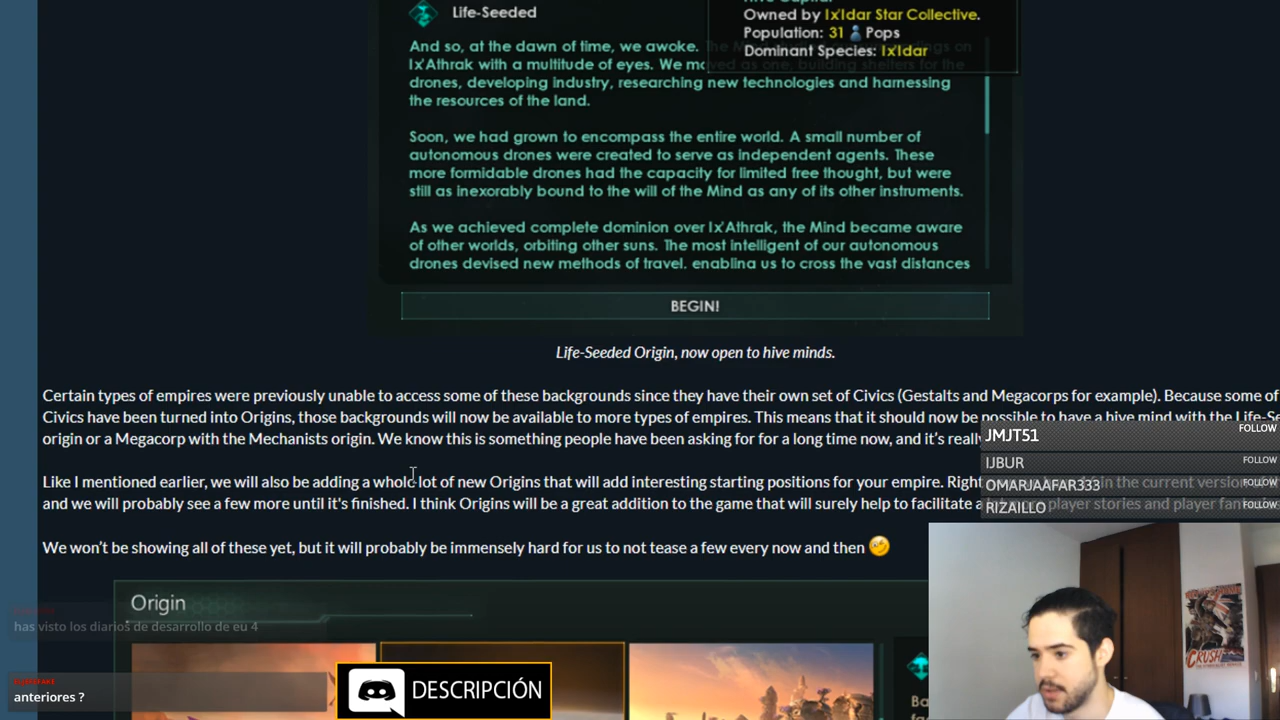 Life-Seeded
Owned by Ix'Idar Star Collective.
Population: 31 Pops
Dominant Species: Ix'Idar
And so, at the dawn of time, we awoke. The M
Ix'Athrak with a multitude of eyes. We moved as one, building shelters for the
drones, developing industry, researching new technologies and harnessing
the resources of the land.
Soon, we had grown to encompass the entire world. A small number of
autonomous drones were created to serve as independent agents. These
more formidable drones had the capacity for limited free thought, but were
still as inexorably bound to the will of the Mind as any of its other instruments.
As we achieved complete dominion over Ix'Athrak, the Mind became aware
of other worlds, orbiting other suns. The most intelligent of our autonomous
drones devised new methods of travel, enabling us to cross the vast distances
BEGIN!
Life-Seeded Origin, now open to hive minds.
Certain types of empires were previously unable to access some of these backgrounds since they have their own set of Civics (Gestalts and Megacorps for example). Because some of
Civics have been turned into Origins, those backgrounds will now be available to more types of empires. This means that it should now be possible to have a hive mind with the Life-Se
origin or a Megacorp with the Mechanists origin. We know this is something people have been asking for for a long time now, and it's reall
Like I mentioned earlier, we will also be adding a whole lot of new Origins that will add interesting starting positions for your empire. Right in the current version of
and we will probably see a few more until it's finished. I think Origins will be a great addition to the game that will surely help to facilitate a player stories and player fan
We won't be showing all of these yet, but it will probably be immensely hard for us to not tease a few every now and then
JMJT51 FOLLOW
IJBUR FOLLOW
OMARJAAFAR333 FOLLOW
RIZAILLO FOLLOW
Origin
has visto los diarios de desarrollo de eu 4
anteriores ?
DESCRIPCIÓN
CRUSH
Ba